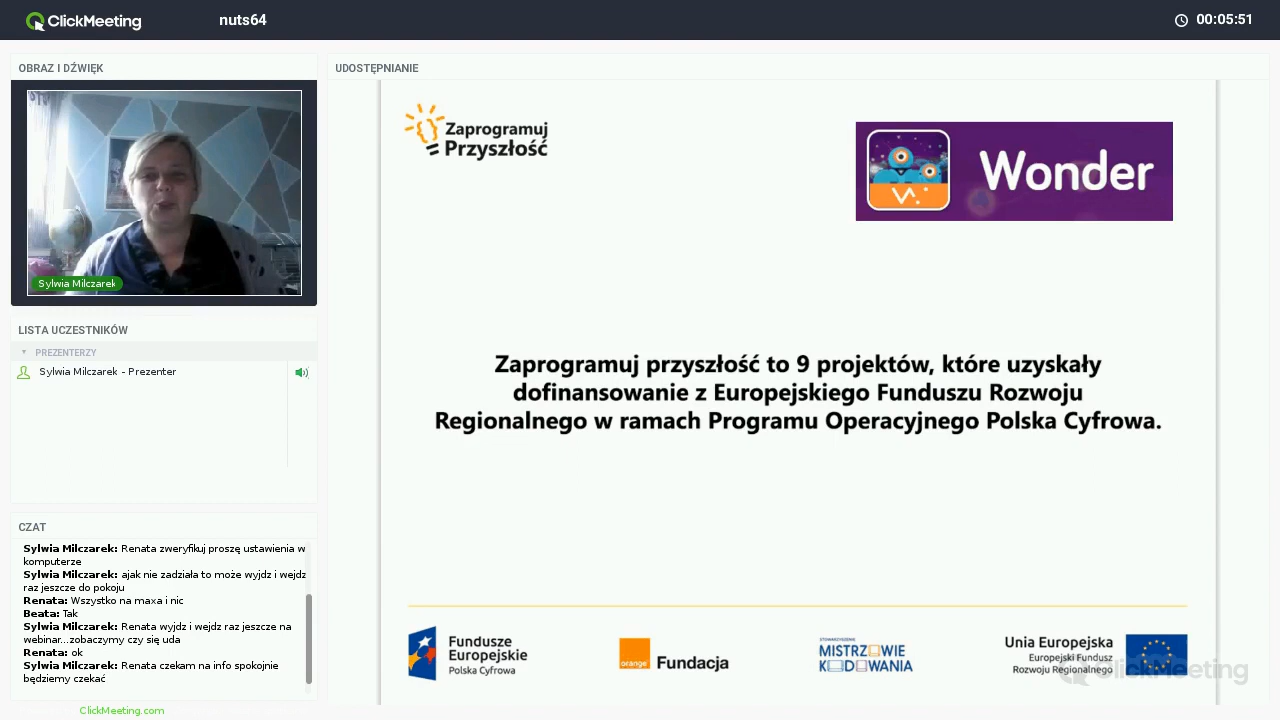 ClickMeeting
nuts64
00:05:51
OBRAZ I DŹWIĘK
Sylwia Milczarek
LISTA UCZESTNIKÓW
PREZENTERZY
Sylwia Milczarek - Prezenter
CZAT
Sylwia Milczarek: Renata zweryfikuj proszę ustawienia w
komputerze
Sylwia Milczarek: ajak nie zadziała to może wyjdz i wejdz
raz jeszcze do pokoju
Renata: Wszystko na maxa i nic
Beata: Tak
Sylwia Milczarek: Renata wyjdz i wejdz raz jeszcze na
webinar...zobaczymy czy się uda
Renata: ok
Sylwia Milczarek: Renata czekam na info spokojnie
będziemy czekać
ClickMeeting.com
UDOSTĘPNIANIE
Zaprogramuj
Przyszłość
Wonder
Zaprogramuj przyszłość to 9 projektów, które uzyskały
dofinansowanie z Europejskiego Funduszu Rozwoju
Regionalnego w ramach Programu Operacyjnego Polska Cyfrowa.
Fundusze
Europejskie
Polska Cyfrowa
orange
Fundacja
STOWARZYSZENIE
MISTRZOWIE
KODOWANIA
Unia Europejska
Europejski Fundusz
Rozwoju Regionalnego
ClickMeeting